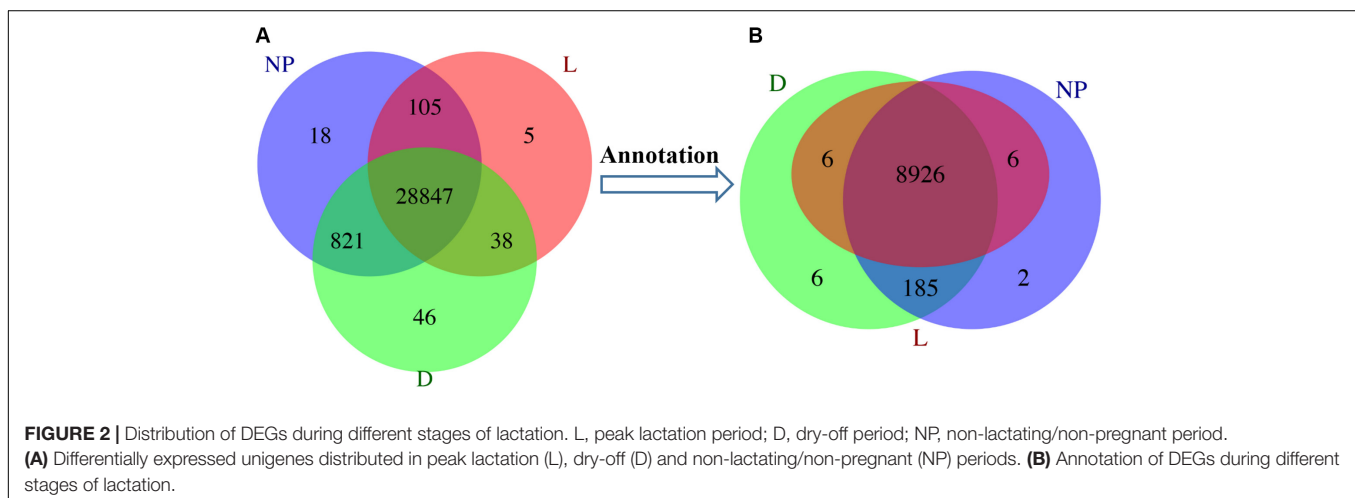 A
B
NP
L
D
NP
105
18
5
28847
821
38
46
D
Annotation
6
8926
6
6
185
2
L
FIGURE 2 | Distribution of DEGs during different stages of lactation. L, peak lactation period; D, dry-off period; NP, non-lactating/non-pregnant period.
(A) Differentially expressed unigenes distributed in peak lactation (L), dry-off (D) and non-lactating/non-pregnant (NP) periods. (B) Annotation of DEGs during different
stages of lactation.